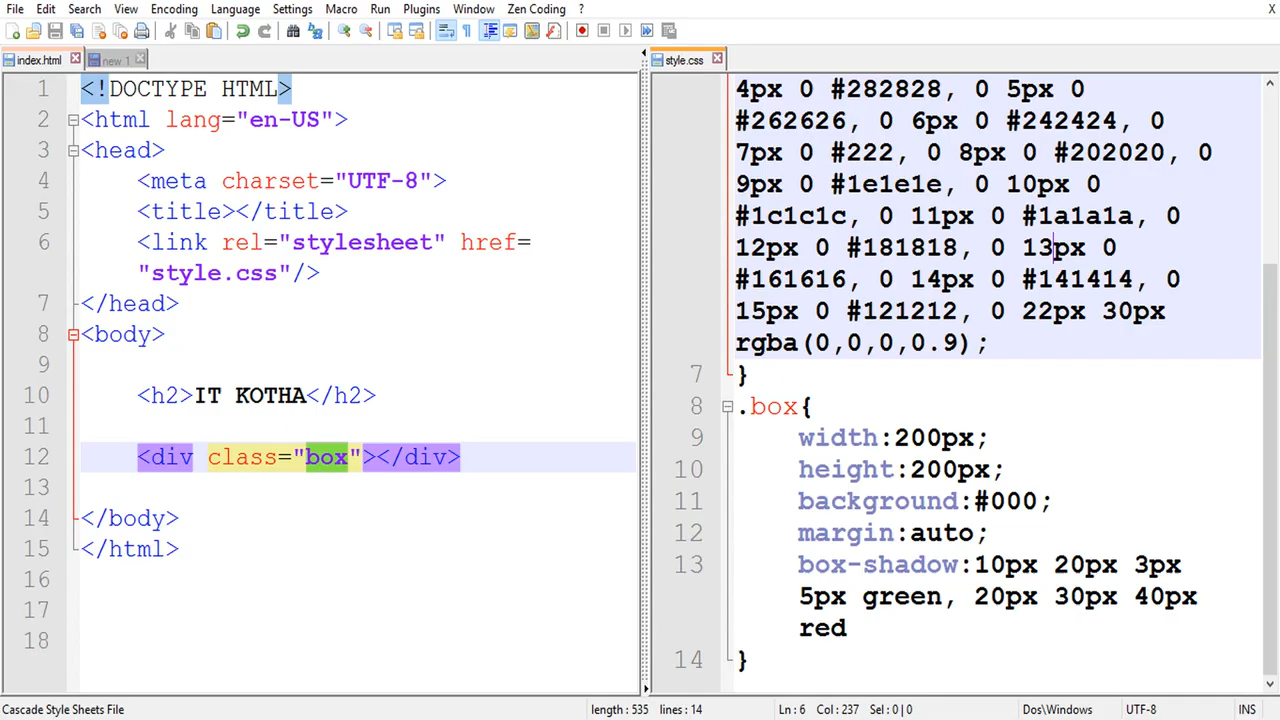 File Edit Search View Encoding Language Settings Macro Run Plugins Window Zen Coding ? X
index.html new 1 style.css
1 <!DOCTYPE HTML>
2 <html lang="en-US">
3 <head>
4 <meta charset="UTF-8">
5 <title></title>
6 <link rel="stylesheet" href=
"style.css"/>
7 </head>
8 <body>
9
10 <h2>IT KOTHA</h2>
11
12 <div class="box"></div>
13
14 </body>
15 </html>
16
17
18
4px 0 #282828, 0 5px 0
#262626, 0 6px 0 #242424, 0
7px 0 #222, 0 8px 0 #202020, 0
9px 0 #1e1e1e, 0 10px 0
#1c1c1c, 0 11px 0 #1a1a1a, 0
12px 0 #181818, 0 13px 0
#161616, 0 14px 0 #141414, 0
15px 0 #121212, 0 22px 30px
rgba(0,0,0,0.9);
7 }
8 .box{
9 width:200px;
10 height:200px;
11 background:#000;
12 margin:auto;
13 box-shadow:10px 20px 3px
5px green, 20px 30px 40px
red
14 }
Cascade Style Sheets File length : 535 lines : 14 Ln : 6 Col : 237 Sel : 0 | 0 Dos\Windows UTF-8 INS